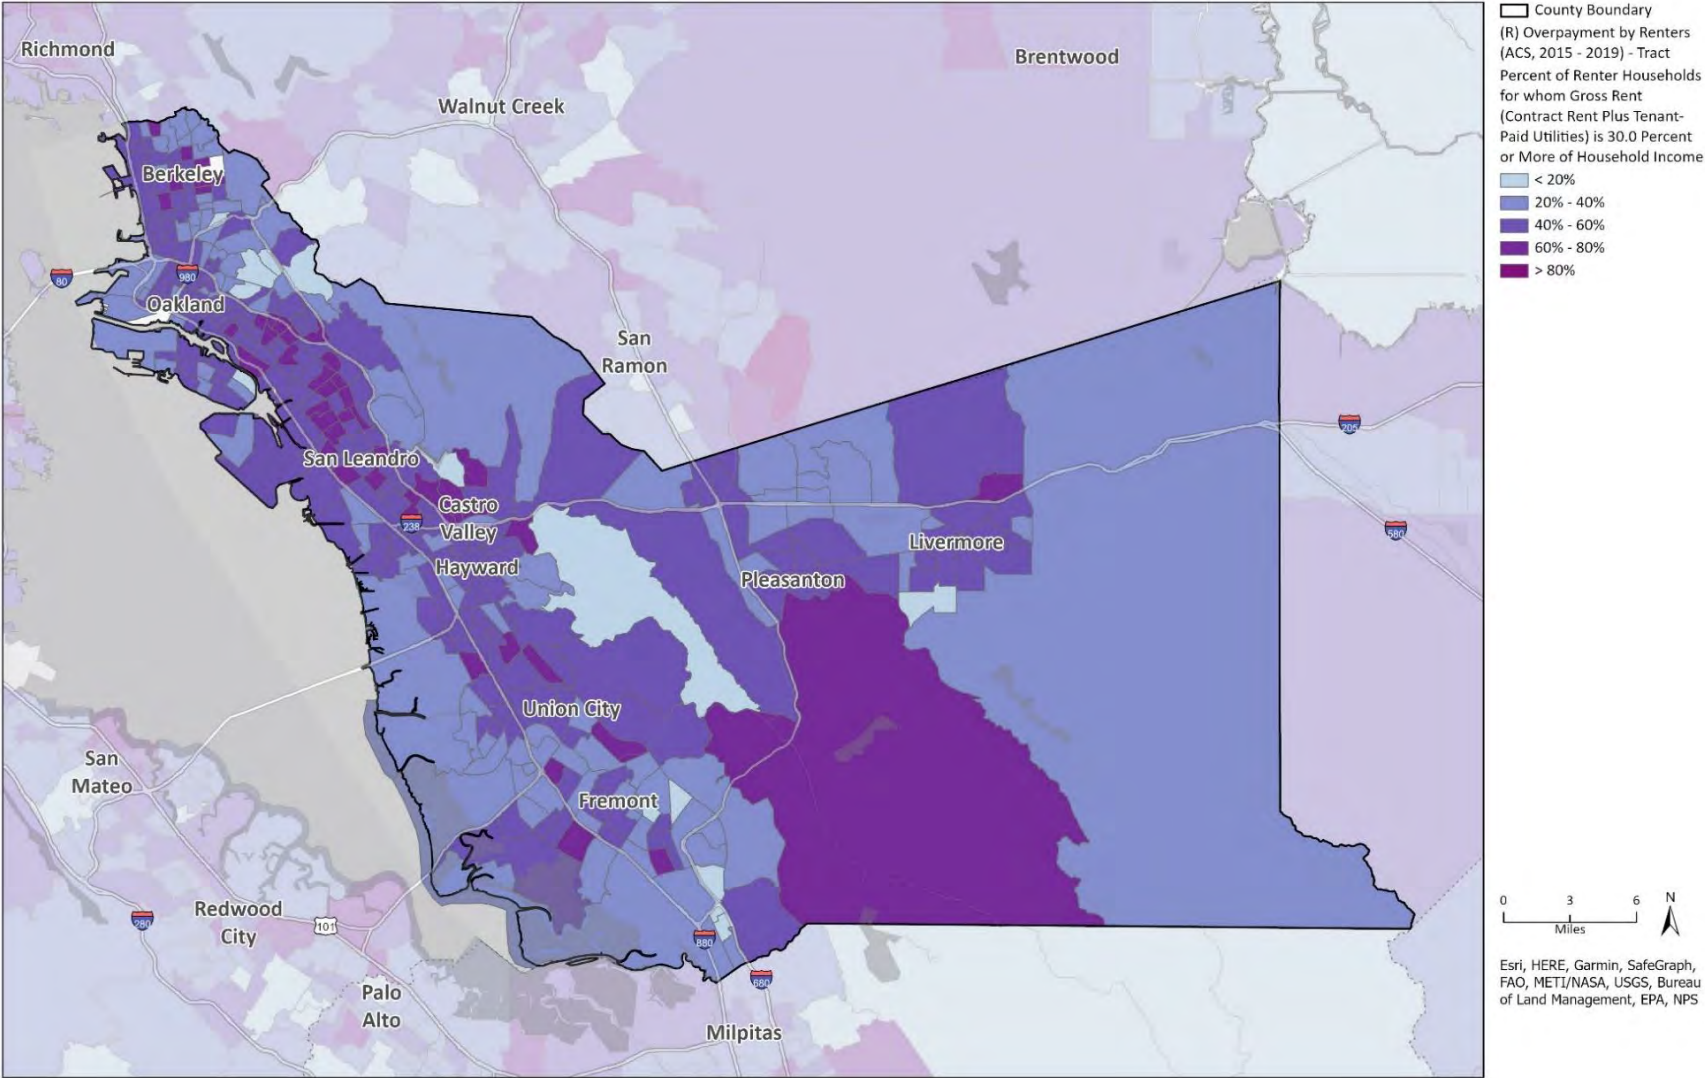 Richmond
Brentwood
Walnut Creek
Berkeley
80
980
Oakland
San
Ramon
205
San Leandro
Castro
Valley
238
580
Livermore
Hayward
Pleasanton
Union City
San
Mateo
Fremont
Redwood
City
280
101
880
680
Palo
Alto
Milpitas
County Boundary
(R) Overpayment by Renters
(ACS, 2015 - 2019) - Tract
Percent of Renter Households
for whom Gross Rent
(Contract Rent Plus Tenant-
Paid Utilities) is 30.0 Percent
or More of Household Income
< 20%
20% - 40%
40% - 60%
60% - 80%
> 80%
0 3 6
Miles
N
Esri, HERE, Garmin, SafeGraph,
FAO, METI/NASA, USGS, Bureau
of Land Management, EPA, NPS